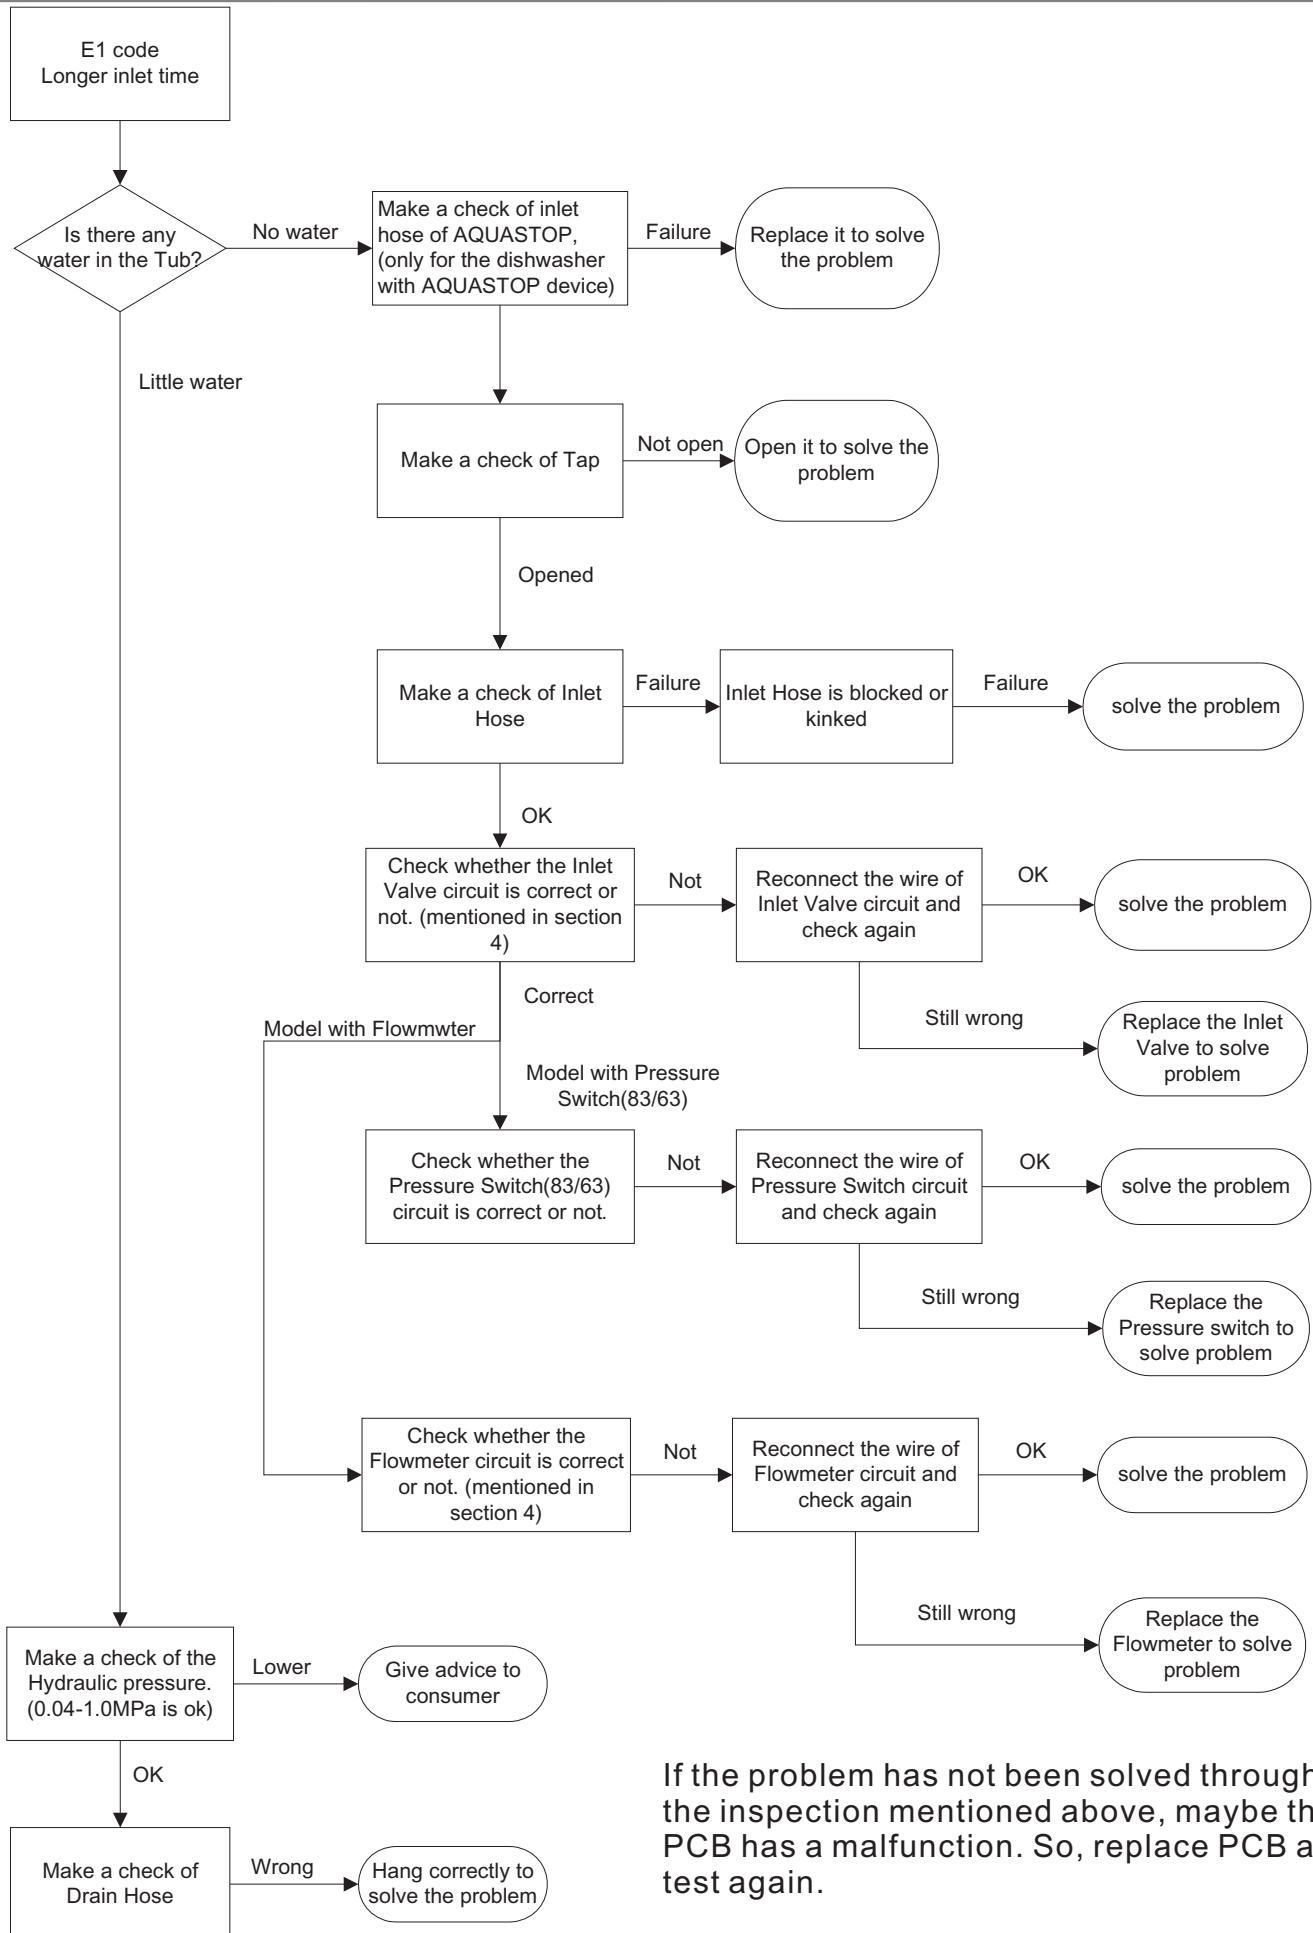 E1 code
Longer inlet time
Is there any
water in the Tub?
No water
Make a check of inlet
hose of AQUASTOP,
(only for the dishwasher
with AQUASTOP device)
Failure
Replace it to solve
the problem
Little water
Make a check of Tap
Not open
Open it to solve the
problem
Opened
Make a check of Inlet
Hose
Failure
Inlet Hose is blocked or
kinked
Failure
solve the problem
OK
Check whether the Inlet
Valve circuit is correct or
not. (mentioned in section
4)
Not
Reconnect the wire of
Inlet Valve circuit and
check again
OK
solve the problem
Correct
Still wrong
Replace the Inlet
Valve to solve
problem
Model with Flowmwter
Model with Pressure
Switch(83/63)
Check whether the
Pressure Switch(83/63)
circuit is correct or not.
Not
Reconnect the wire of
Pressure Switch circuit
and check again
OK
solve the problem
Still wrong
Replace the
Pressure switch to
solve problem
Check whether the
Flowmeter circuit is correct
or not. (mentioned in
section 4)
Not
Reconnect the wire of
Flowmeter circuit and
check again
OK
solve the problem
Still wrong
Replace the
Flowmeter to solve
problem
Make a check of the
Hydraulic pressure.
(0.04-1.0MPa is ok)
Lower
Give advice to
consumer
OK
Make a check of
Drain Hose
Wrong
Hang correctly to
solve the problem
If the problem has not been solved through
the inspection mentioned above, maybe th
PCB has a malfunction. So, replace PCB a
test again.